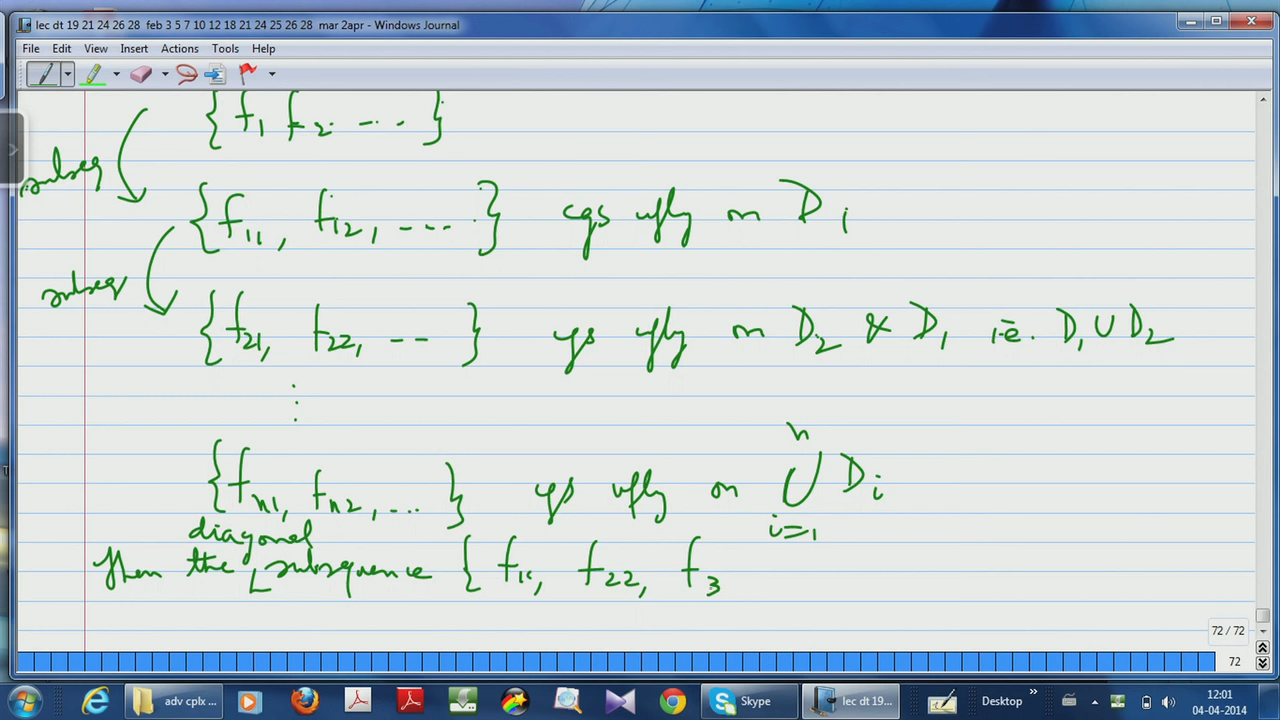 lec dt 19 21 24 26 28  feb 3 5 7 10 12 18 21 24 25 26 28  mar 2apr - Windows Journal
File Edit View Insert Actions Tools Help
{f1 f2 ... }
subseq
{f11, f12, --- } cgs ufly on D1
subseq
{f21, f22, -- } cgs ufly on D2 & D1 i.e. D1 ∪ D2
⋮
{fn1, fn2, ... } cgs ufly on ⋃_{i=1}^{n} Di
diagonal
Then the subsequence { f11, f22, f3
72 / 72
72
adv cplx ...
Skype
lec dt 19...
Desktop
12:01
04-04-2014